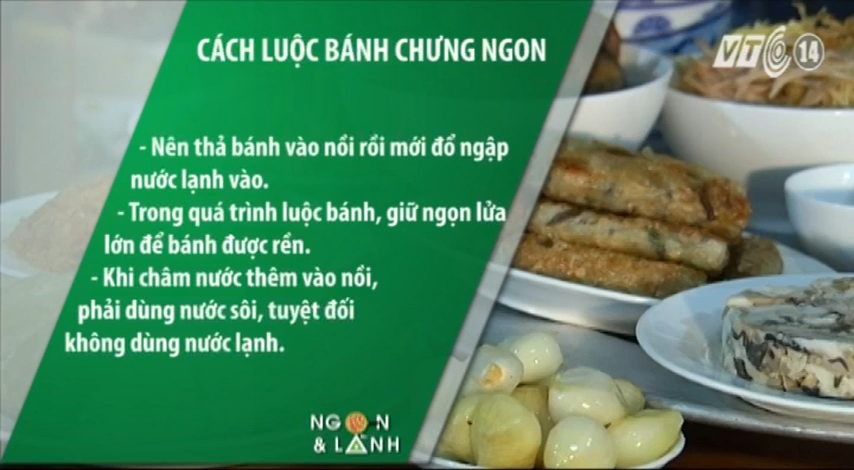 CÁCH LUỘC BÁNH CHƯNG NGON
VTC 14
- Nên thả bánh vào nồi rồi mới đổ ngập
nước lạnh vào.
- Trong quá trình luộc bánh, giữ ngọn lửa
lớn để bánh được rền.
- Khi châm nước thêm vào nồi,
phải dùng nước sôi, tuyệt đối
không dùng nước lạnh.
NGON
& LÀNH